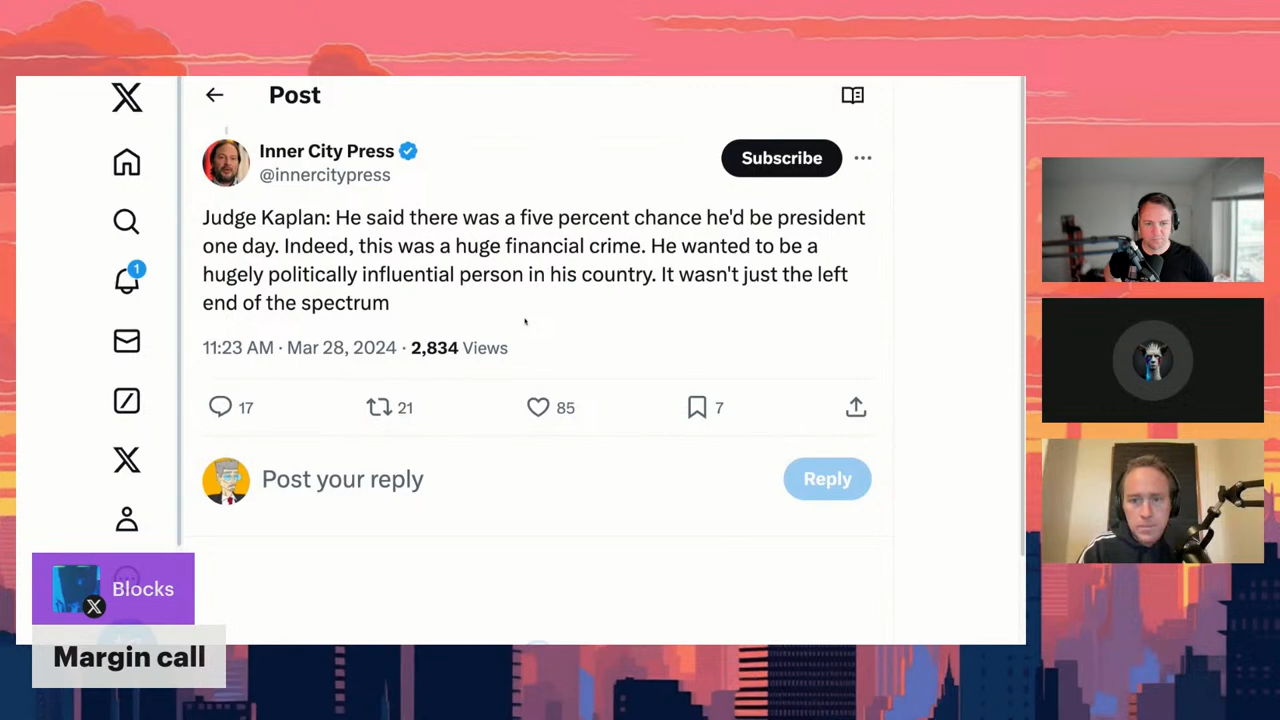 Post
Inner City Press
@innercitypress
Subscribe
Judge Kaplan: He said there was a five percent chance he'd be president
one day. Indeed, this was a huge financial crime. He wanted to be a
hugely politically influential person in his country. It wasn't just the left
end of the spectrum
11:23 AM · Mar 28, 2024 · 2,834 Views
17 21 85 7
1
Post your reply
Reply
Blocks
Margin call